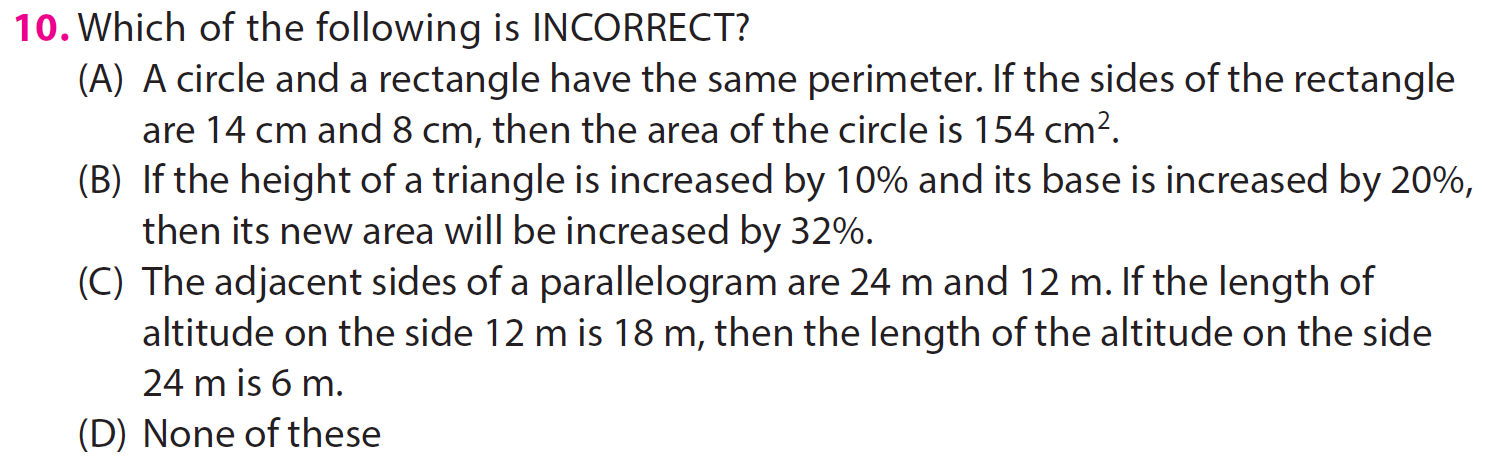 10. Which of the following is INCORRECT?
(A) A circle and a rectangle have the same perimeter. If the sides of the rectangle
are 14 cm and 8 cm, then the area of the circle is 154 cm².
(B) If the height of a triangle is increased by 10% and its base is increased by 20%,
then its new area will be increased by 32%.
(C) The adjacent sides of a parallelogram are 24 m and 12 m. If the length of
altitude on the side 12 m is 18 m, then the length of the altitude on the side
24 m is 6 m.
(D) None of these